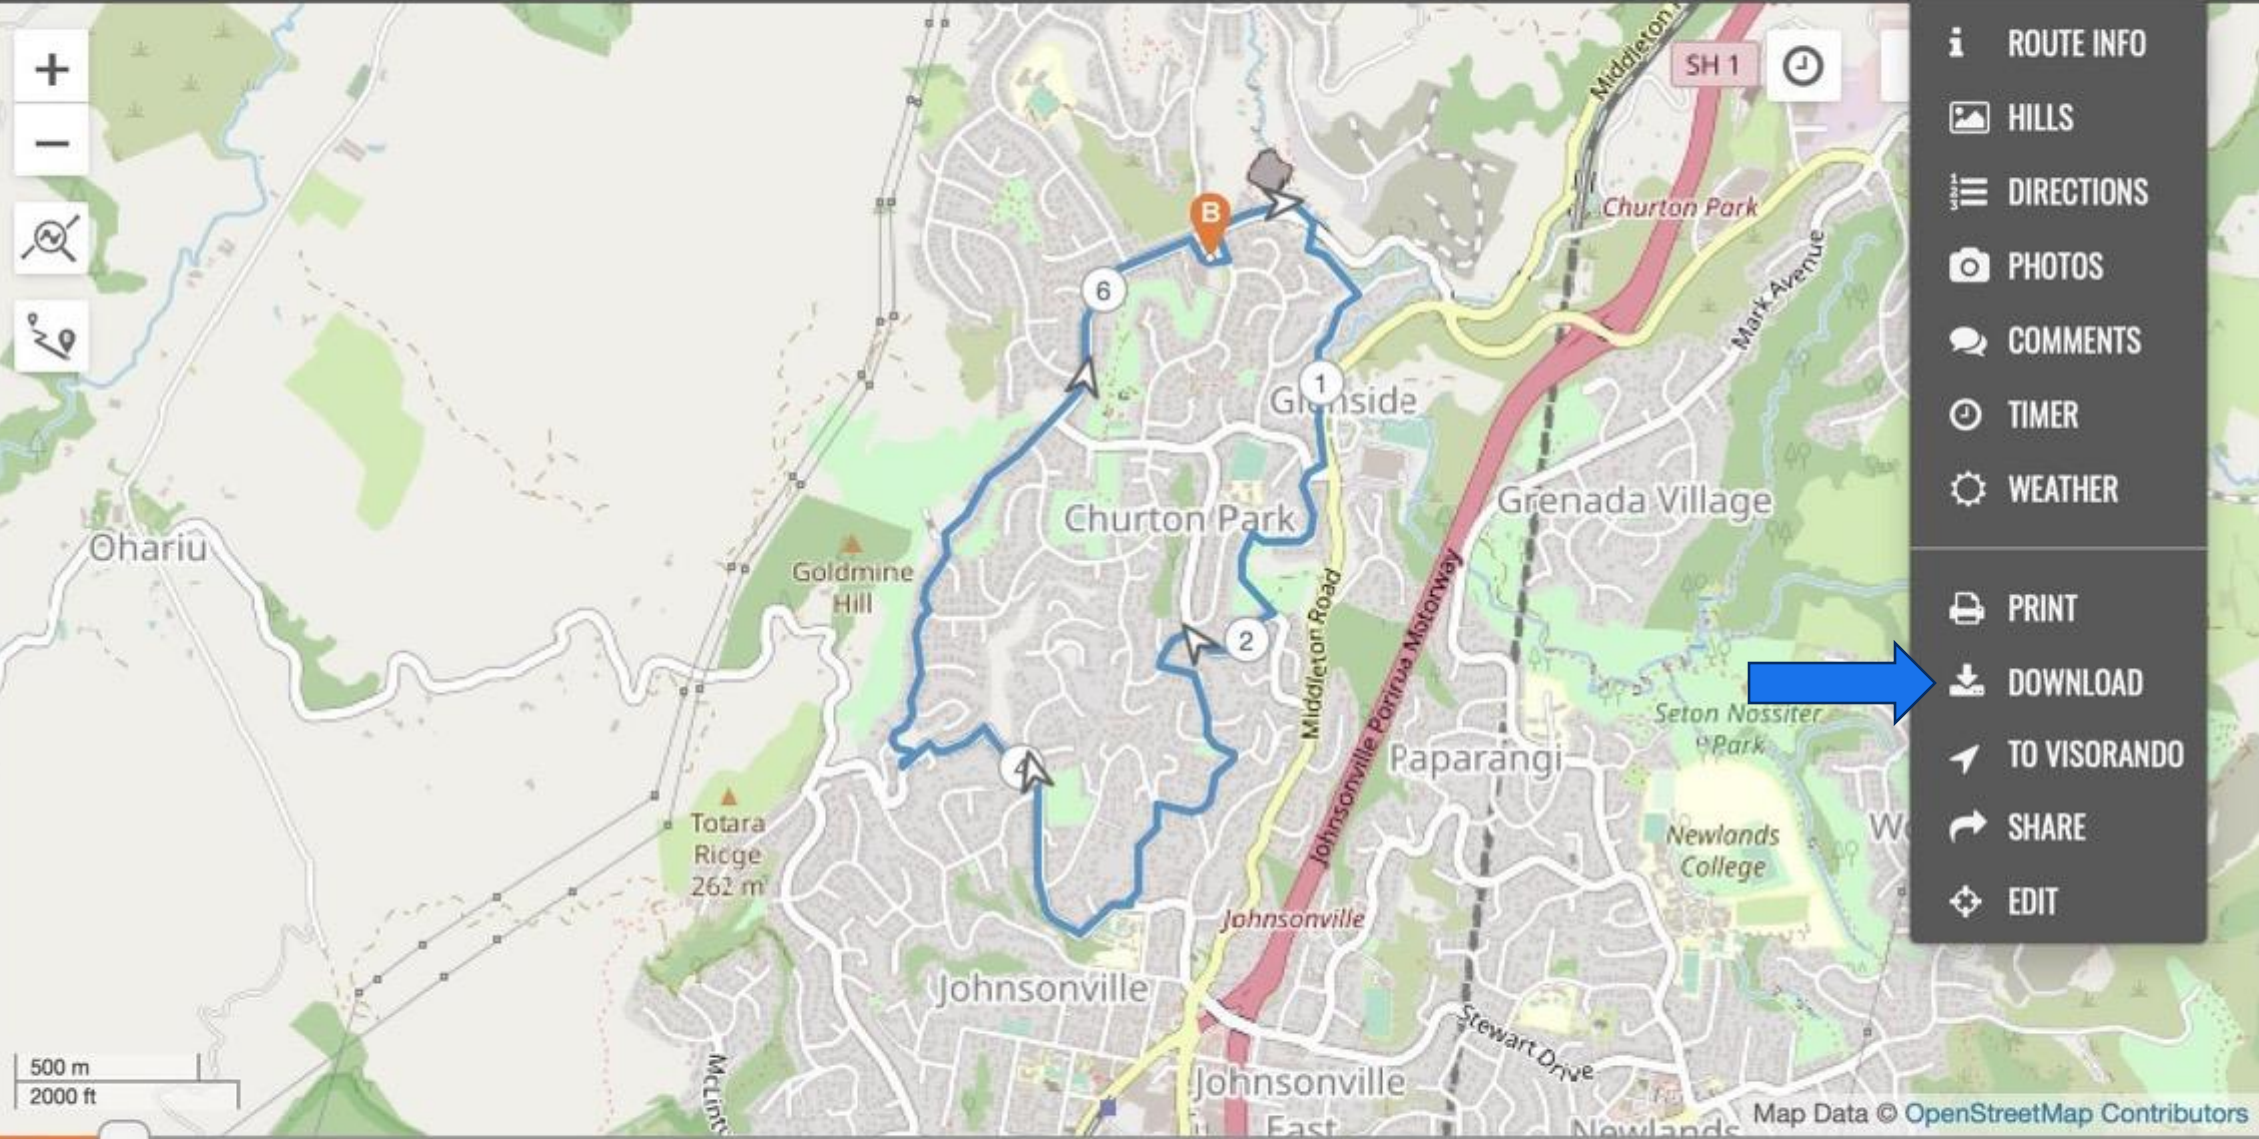 SH 1
Middleton
Churton Park
Mark Avenue
B
6
1
Glenside
Churton Park
Grenada Village
Ohariu
Goldmine
Hill
2
Middleton Road
Johnsonville Porirua Motorway
Seton Nossiter
Park
Paparangi
4
Totara
Ridge
262 m
Newlands
College
Johnsonville
Johnsonville
Stewart Drive
Johnsonville
East
Newlands
500 m
2000 ft
Map Data © OpenStreetMap Contributors
ROUTE INFO
HILLS
DIRECTIONS
PHOTOS
COMMENTS
TIMER
WEATHER
PRINT
DOWNLOAD
TO VISORANDO
SHARE
EDIT